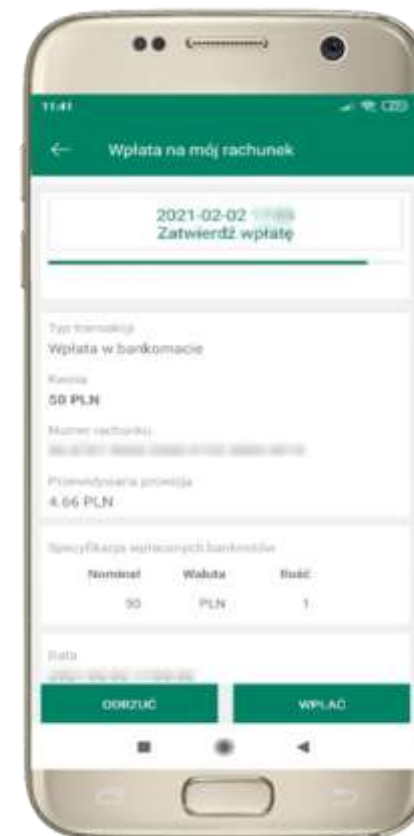 11:41
Wpłata na mój rachunek
2021-02-02
Zatwierdź wpłatę
Typ transakcji
Wpłata w bankomacie
Kwota
50 PLN
Numer rachunku
Przewidywana prowizja
4.66 PLN
Specyfikacja wpłaconych banknotów
Nominał Waluta Ilość
50 PLN 1
Data
ODRZUĆ WPŁAĆ